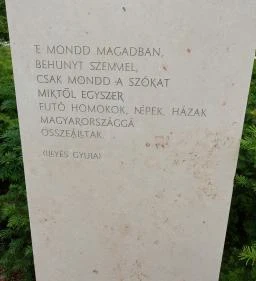 TE MONDD MAGADBAN,
BEHUNYT SZEMMEL,
CSAK MONDD A SZÓKAT
MIKTŐL EGYSZER
FUTÓ HOMOKOK, NÉPEK, HÁZAK
MAGYARORSZÁGGÁ
ÖSSZEÁLLTAK.
(ILLYÉS GYULA)